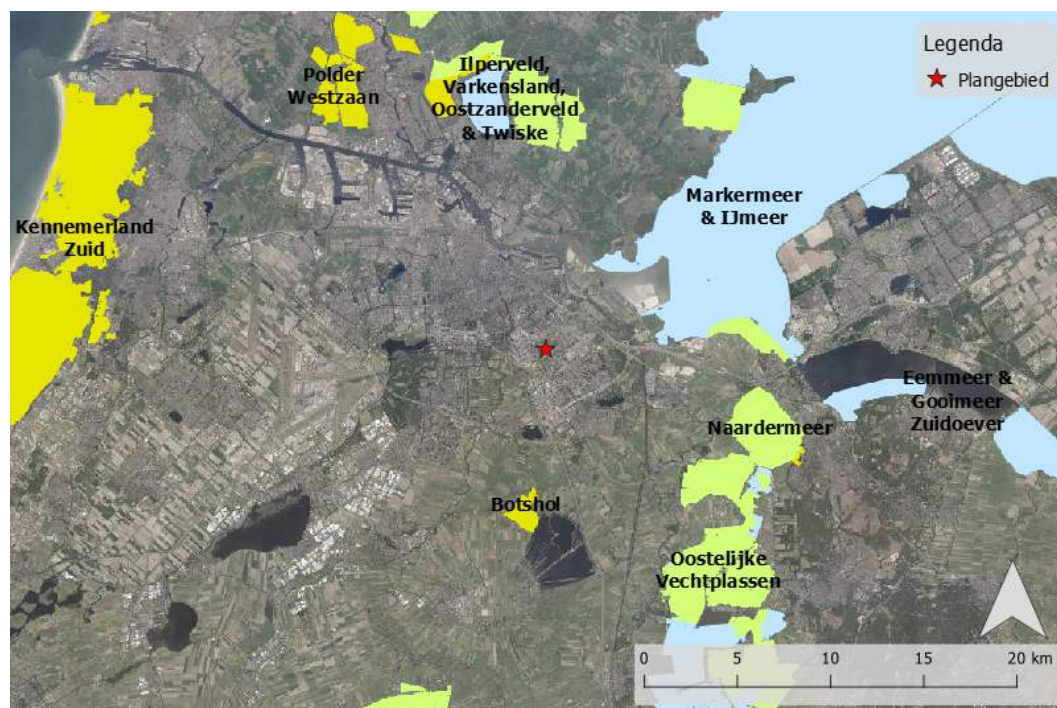 Legenda
Plangebied
Polder
Westzaan
Ilperveld,
Varkensland,
Oostzanderveld
& Twiske
Kennemerland
Zuid
Markermeer
& IJmeer
Eemmeer &
Gooimeer
Zuidoever
Naardermeer
Botshol
Oostelijke
Vechtplassen
0 5 10 15 20 km